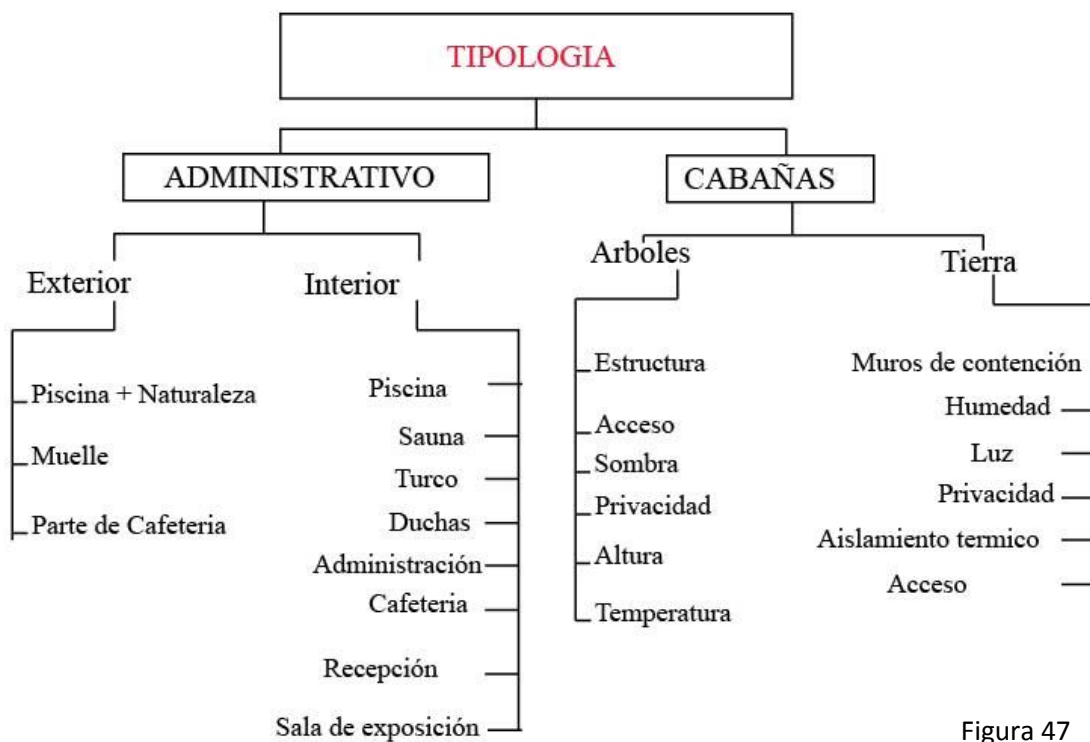 TIPOLOGIA
ADMINISTRATIVO
CABAÑAS
Exterior
Interior
Arboles
Tierra
Piscina + Naturaleza
Muelle
Parte de Cafeteria
Piscina
Sauna
Turco
Duchas
Administración
Cafeteria
Recepción
Sala de exposición
Estructura
Acceso
Sombra
Privacidad
Altura
Temperatura
Muros de contención
Humedad
Luz
Privacidad
Aislamiento termico
Acceso
Figura 47